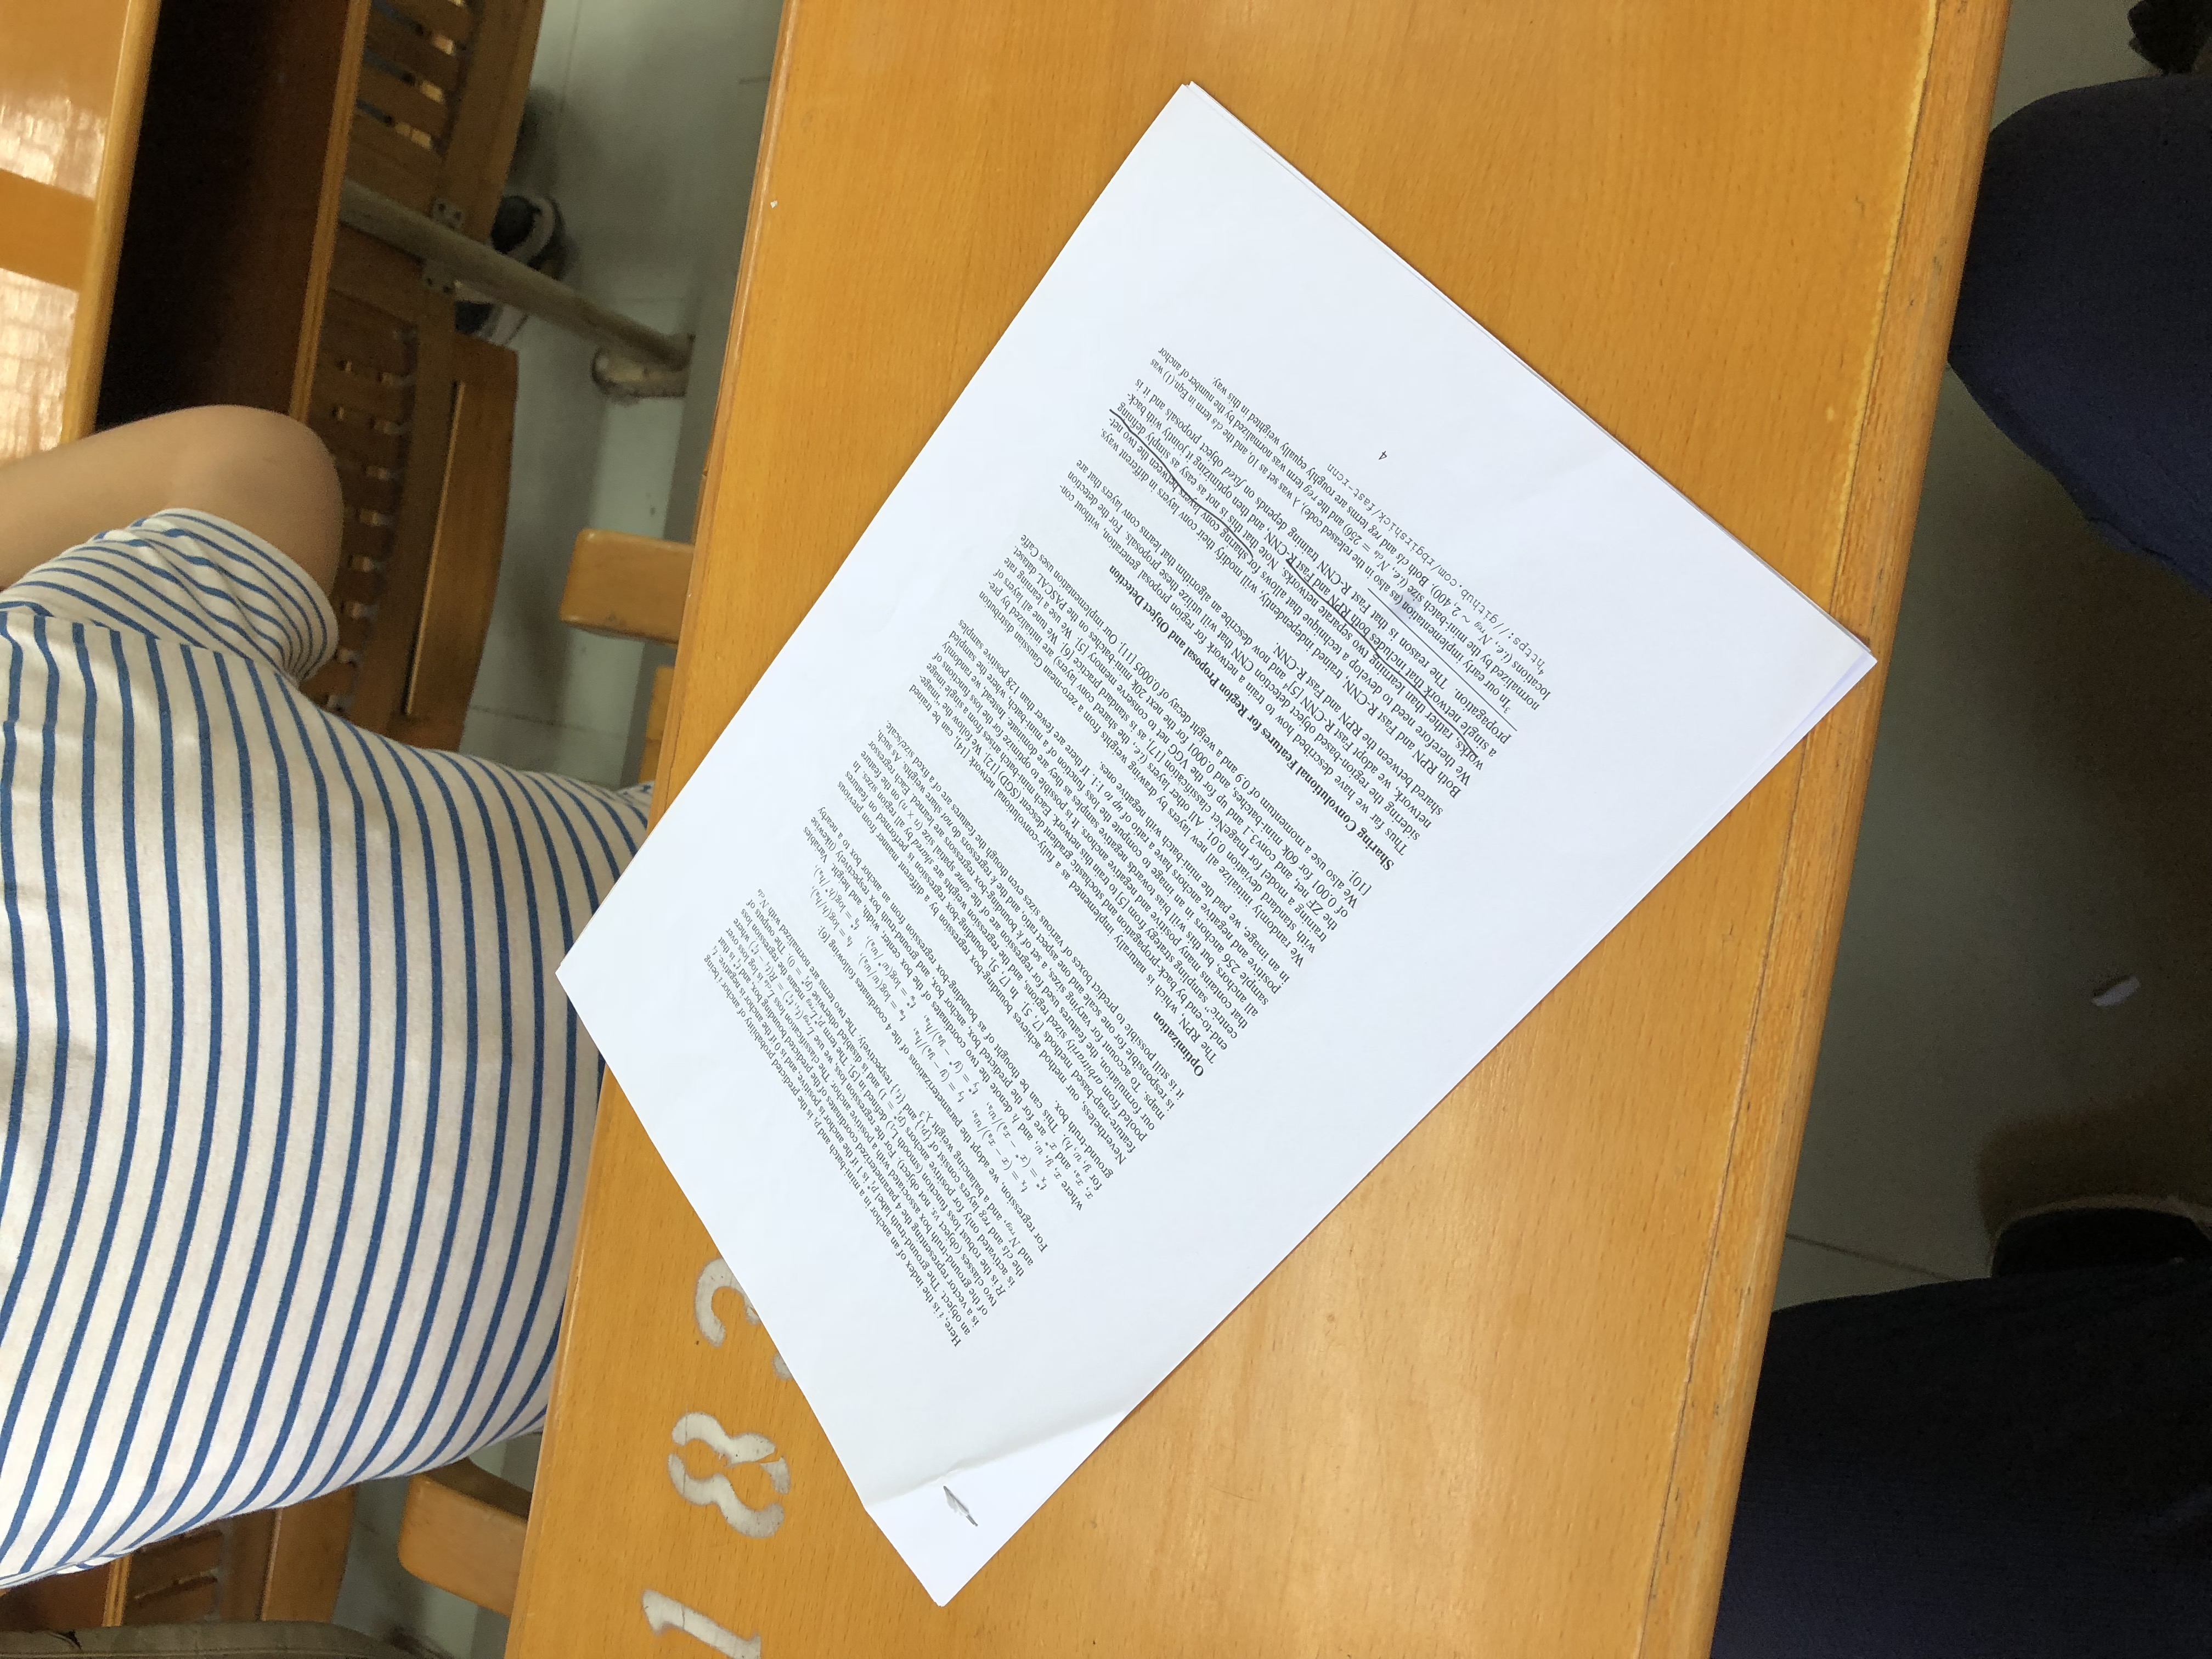 183
Here, i is the index of an anchor in a mini-batch and p_i is the predicted probability of anchor i being
an object. The ground-truth label p_i^* is 1 if the anchor is positive, and is 0 if the anchor is negative. t_i
is a vector representing the 4 parameterized coordinates of the predicted bounding box, and t_i^* is that
of the ground-truth box associated with a positive anchor. The classification loss L_cls is log loss over
two classes (object vs. not object). For the regression loss, we use L_reg(t_i, t_i^*) = R(t_i − t_i^*) where
R is the robust loss function (smooth L_1) defined in [5]. The term p_i^* L_reg means the regression loss
is activated only for positive anchors (p_i^* = 1) and is disabled otherwise (p_i^* = 0). The outputs of
the cls and reg layers consist of {p_i} and {t_i} respectively. The two terms are normalized with N_cls
and N_reg, and a balancing weight λ.³
For regression, we adopt the parameterizations of the 4 coordinates following [6]:
t_x = (x − x_a)/w_a, t_y = (y − y_a)/h_a, t_w = log(w/w_a), t_h = log(h/h_a),
t_x^* = (x^* − x_a)/w_a, t_y^* = (y^* − y_a)/h_a, t_w^* = log(w^*/w_a), t_h^* = log(h^*/h_a),
where x, y, w, and h denote the two coordinates of the box center, width, and height. Variables
x, x_a, and x^* are for the predicted box, anchor box, and ground-truth box respectively (likewise
for y, w, h). This can be thought of as bounding-box regression from an anchor box to a nearby
ground-truth box.
Nevertheless, our method achieves bounding-box regression by a different manner from previous
feature-map-based methods [7, 5]. In [7, 5], bounding-box regression is performed on features
pooled from arbitrarily sized regions, and the regression weights are shared by all region sizes. In
our formulation, the features used for regression are of the same spatial size (n × n) on the feature
maps. To account for varying sizes, a set of k bounding-box regressors are learned. Each regressor
is responsible for one scale and one aspect ratio, and the k regressors do not share weights. As such,
it is still possible to predict boxes of various sizes even though the features are of a fixed size/scale.
Optimization
The RPN, which is naturally implemented as a fully-convolutional network [14], can be trained
end-to-end by back-propagation and stochastic gradient descent (SGD) [12]. We follow the “image-
centric” sampling strategy from [5] to train this network. Each mini-batch arises from a single image
that contains many positive and negative anchors. It is possible to optimize for the loss functions of
all anchors, but this will bias towards negative samples as they are dominate. Instead, we randomly
sample 256 anchors in an image to compute the loss function of a mini-batch, where the sampled
positive and negative anchors have a ratio of up to 1:1. If there are fewer than 128 positive samples
in an image, we pad the mini-batch with negative ones.
We randomly initialize all new layers by drawing weights from a zero-mean Gaussian distribution
with standard deviation 0.01. All other layers (i.e., the shared conv layers) are initialized by pre-
training a model for ImageNet classification [17], as is standard practice [6]. We tune all layers of
the ZF net, and conv3_1 and up for the VGG net to conserve memory [5]. We use a learning rate
of 0.001 for 60k mini-batches, and 0.0001 for the next 20k mini-batches on the PASCAL dataset.
We also use a momentum of 0.9 and a weight decay of 0.0005 [11]. Our implementation uses Caffe
[10].
Sharing Convolutional Features for Region Proposal and Object Detection
Thus far we have described how to train a network for region proposal generation, without con-
sidering the region-based object detection CNN that will utilize these proposals. For the detection
network, we adopt Fast R-CNN [5]⁴ and now describe an algorithm that learns conv layers that are
shared between the RPN and Fast R-CNN.
Both RPN and Fast R-CNN, trained independently, will modify their conv layers in different ways.
We therefore need to develop a technique that allows for sharing conv layers between the two net-
works, rather than learning two separate networks. Note that this is not as easy as simply defining
a single network that includes both RPN and Fast R-CNN, and then optimizing it jointly with back-
propagation. The reason is that Fast R-CNN training depends on fixed object proposals and it is
³In our early implementation (as also in the released code), λ was set as 10, and the cls term in Eqn.(1) was
normalized by the mini-batch size (i.e., N_cls = 256) and the reg term was normalized by the number of anchor
locations (i.e., N_reg ∼ 2,400). Both cls and reg terms are roughly equally weighted in this way.
⁴https://github.com/rbgirshick/fast-rcnn
4